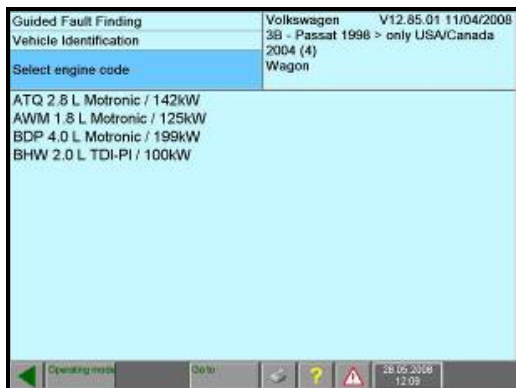 Guided Fault Finding
Vehicle Identification
Select engine code
Volkswagen V12.85.01 11/04/2008
3B - Passat 1998 > only USA/Canada
2004 (4)
Wagon
ATQ 2.8 L Motronic / 142kW
AWM 1.8 L Motronic / 125kW
BDP 4.0 L Motronic / 199kW
BHW 2.0 L TDI-PI / 100kW
Operating mode
Go to
?
28.05.2008
12:09